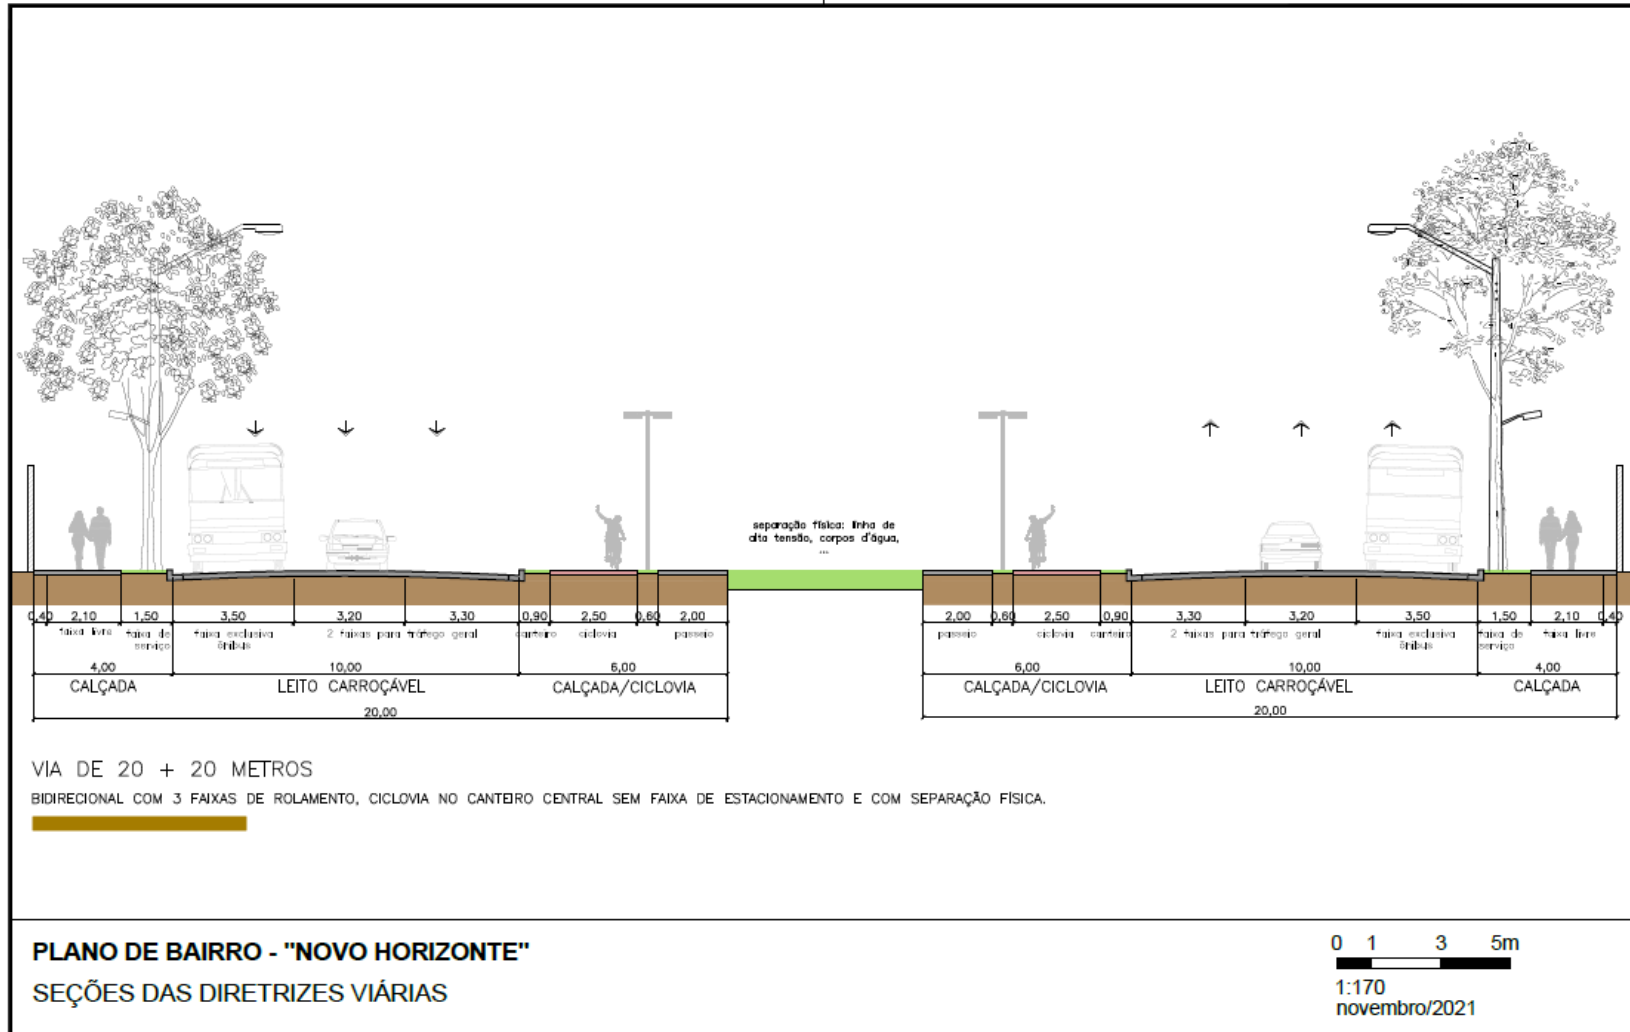 separação física: linha de
alta tensão, corpos d'água,
...
0,40 2,10 1,50 3,50 3,20 3,30 0,90 2,50 0,60 2,00
faixa livre faixa de serviço faixa exclusiva ônibus 2 faixas para tráfego geral canteiro ciclovia passeio
4,00 10,00 6,00
CALÇADA LEITO CARROÇÁVEL CALÇADA/CICLOVIA
20,00
2,00 0,60 2,50 0,90 3,30 3,20 3,50 1,50 2,10 0,40
passeio ciclovia canteiro 2 faixas para tráfego geral faixa exclusiva ônibus faixa de serviço faixa livre
6,00 10,00 4,00
CALÇADA/CICLOVIA LEITO CARROÇÁVEL CALÇADA
20,00
VIA DE 20 + 20 METROS
BIDIRECIONAL COM 3 FAIXAS DE ROLAMENTO, CICLOVIA NO CANTEIRO CENTRAL SEM FAIXA DE ESTACIONAMENTO E COM SEPARAÇÃO FÍSICA.
PLANO DE BAIRRO - "NOVO HORIZONTE"
SEÇÕES DAS DIRETRIZES VIÁRIAS
0 1 3 5m
1:170
novembro/2021